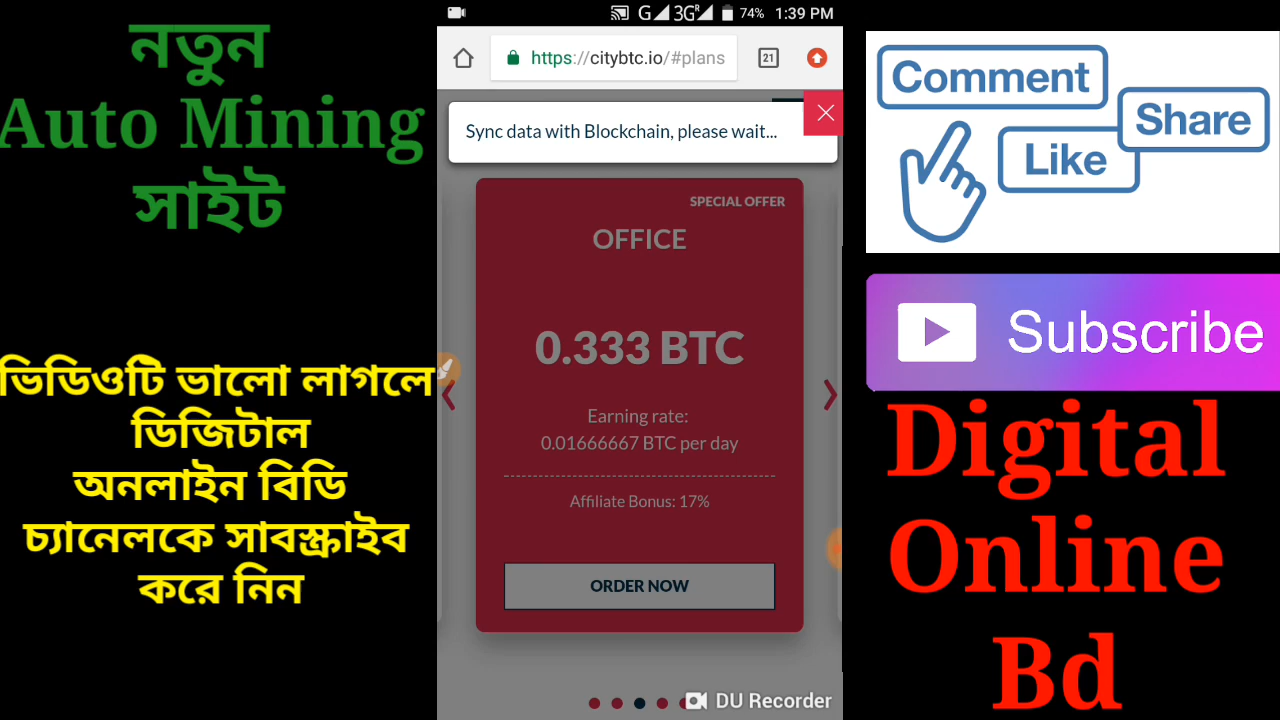 নতুন
Auto Mining
সাইট
ভিডিওটি ভালো লাগলে
ডিজিটাল
অনলাইন বিডি
চ্যানেলকে সাবস্ক্রাইব
করে নিন
G 3G R 74% 1:39 PM
https://citybtc.io/#plans 21
Sync data with Blockchain, please wait...
SPECIAL OFFER
OFFICE
0.333 BTC
Earning rate:
0.01666667 BTC per day
Affiliate Bonus: 17%
ORDER NOW
DU Recorder
Comment
Share
Like
Subscribe
Digital
Online
Bd